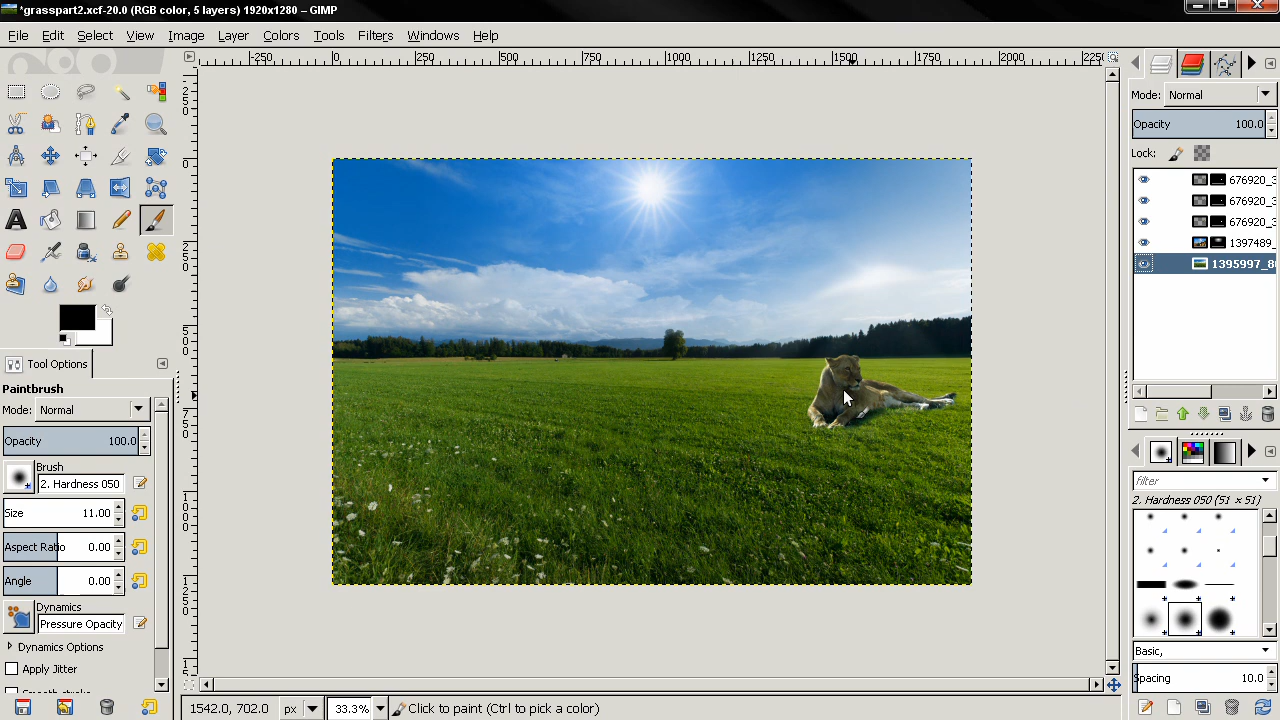 *grasspart2.xcf-20.0 (RGB color, 5 layers) 1920x1280 – GIMP
File Edit Select View Image Layer Colors Tools Filters Windows Help
-250 0 250 500 750 1000 1250 1500 1750 2000
Mode: Normal
Opacity 100.0
Lock:
676920_
676920_
676920_
1397489_
1395997_8
Tool Options
Paintbrush
Mode: Normal
Opacity 100.0
Brush
2. Hardness 050
Size 11.00
Aspect Ratio 0.00
Angle 0.00
Dynamics
Pressure Opacity
Dynamics Options
Apply Jitter
filter
2. Hardness 050 (51 × 51)
Basic,
Spacing 10.0
1542.0, 702.0 px 33.3% Click to paint (Ctrl to pick a color)